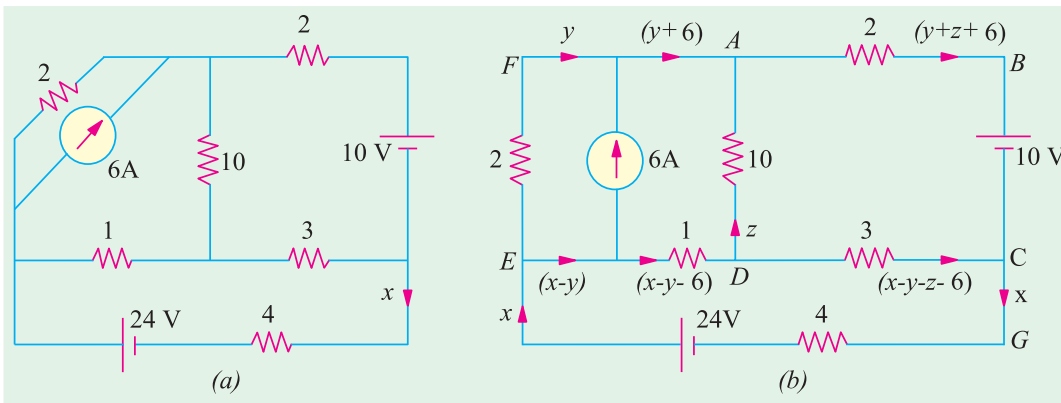 2
2
6A
10
10 V
1
3
x
24 V
4
(a)
y
(y+ 6)
A
2
(y+z+ 6)
F
B
2
6A
10
10 V
1
z
3
E
(x-y)
(x-y- 6)
D
(x-y-z- 6)
C
x
x
24V
4
G
(b)